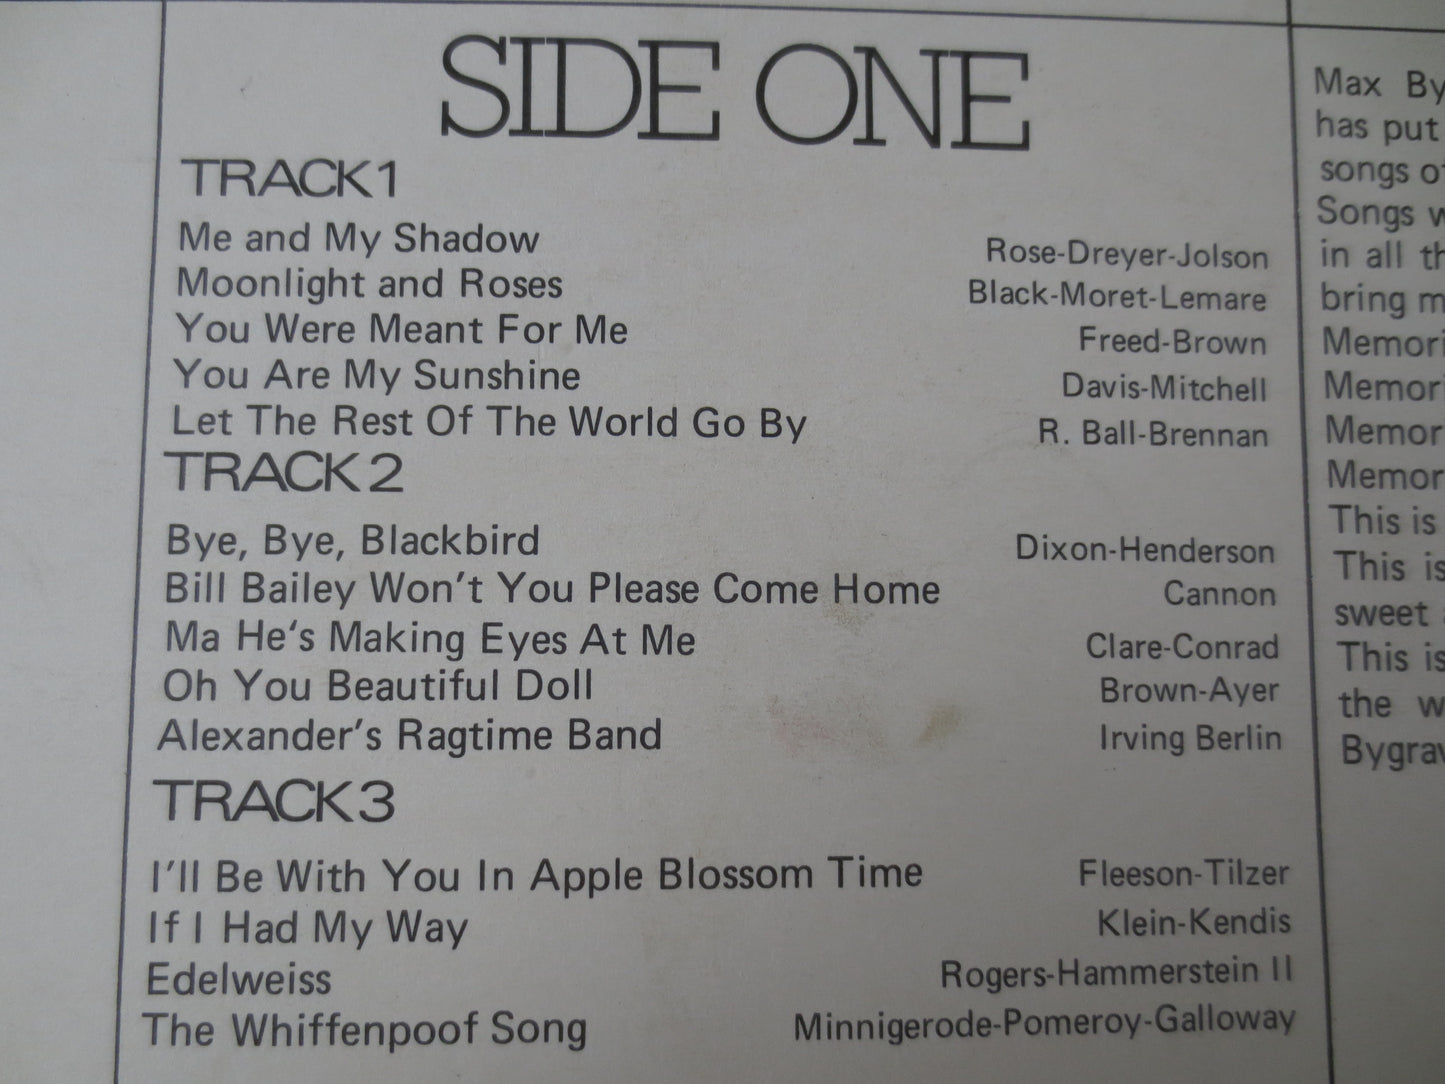 SIDE ONE
TRACK 1
Me and My Shadow Rose-Dreyer-Jolson
Moonlight and Roses Black-Moret-Lemare
You Were Meant For Me Freed-Brown
You Are My Sunshine Davis-Mitchell
Let The Rest Of The World Go By R. Ball-Brennan
TRACK 2
Bye, Bye, Blackbird Dixon-Henderson
Bill Bailey Won't You Please Come Home Cannon
Ma He's Making Eyes At Me Clare-Conrad
Oh You Beautiful Doll Brown-Ayer
Alexander's Ragtime Band Irving Berlin
TRACK 3
I'll Be With You In Apple Blossom Time Fleeson-Tilzer
If I Had My Way Klein-Kendis
Edelweiss Rogers-Hammerstein II
The Whiffenpoof Song Minnigerode-Pomeroy-Galloway
Max
has put
songs
Songs
in all
bring
This is
This is
sweet
This is
the